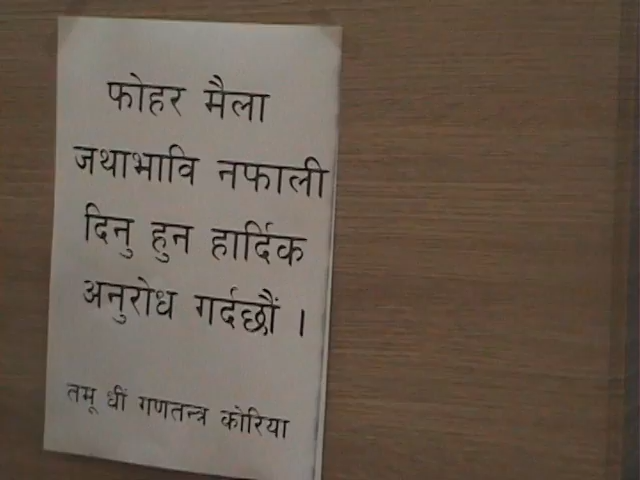 फोहर मैला
जथाभावि नफाली
दिनु हुन हार्दिक
अनुरोध गर्दछौं ।
तमू धीं गणतन्त्र कोरिया